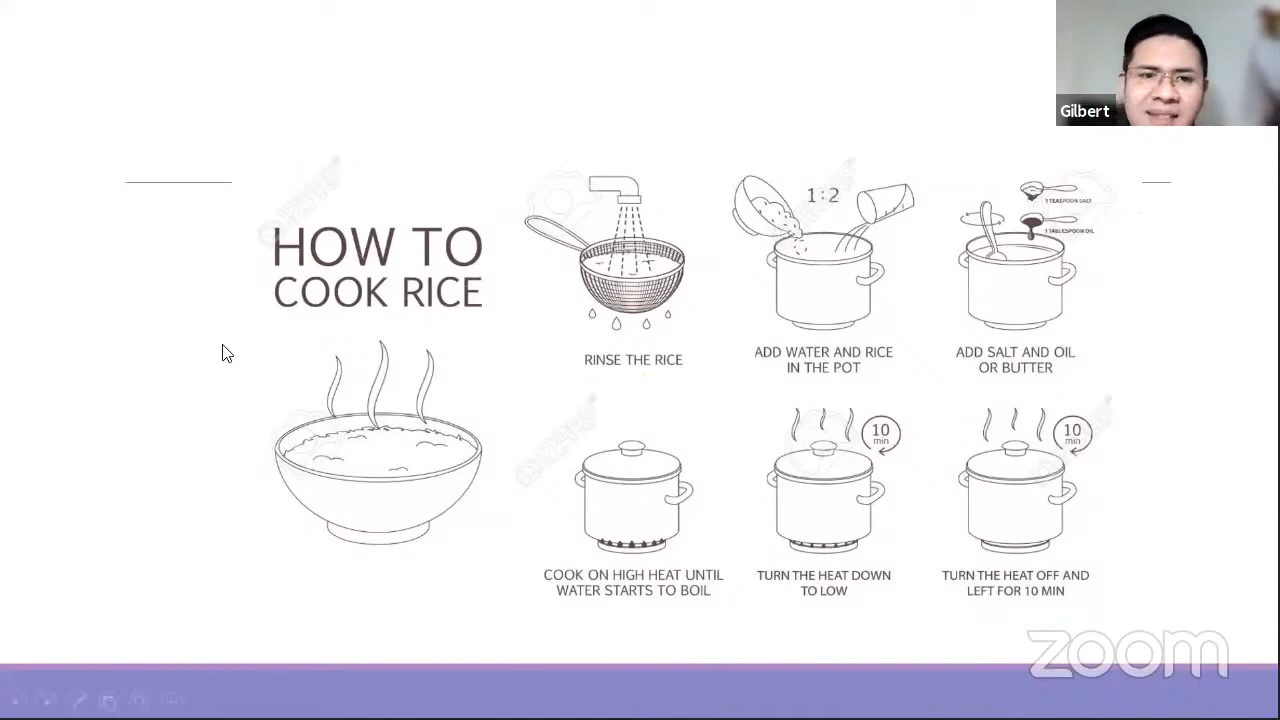 Gilbert
HOW TO
COOK RICE
RINSE THE RICE
1:2
ADD WATER AND RICE
IN THE POT
1 TEASPOON SALT
1 TABLESPOON OIL
ADD SALT AND OIL
OR BUTTER
COOK ON HIGH HEAT UNTIL
WATER STARTS TO BOIL
10
min
TURN THE HEAT DOWN
TO LOW
10
min
TURN THE HEAT OFF AND
LEFT FOR 10 MIN
zoom